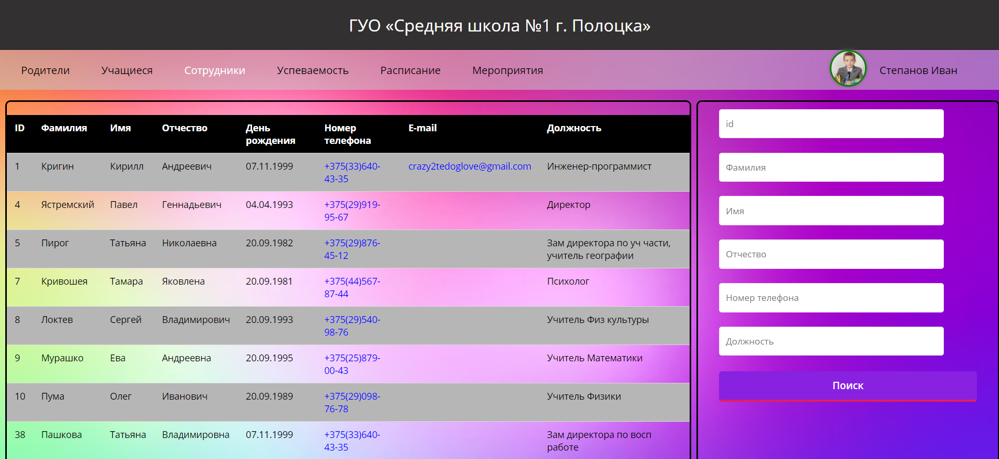 ГУО «Средняя школа №1 г. Полоцка»
Родители Учащиеся Сотрудники Успеваемость Расписание Мероприятия Степанов Иван
ID Фамилия Имя Отчество День рождения Номер телефона E-mail Должность
1 Кригин Кирилл Андреевич 07.11.1999 +375(33)640-43-35 crazy2tedoglove@gmail.com Инженер-программист
4 Ястремский Павел Геннадьевич 04.04.1993 +375(29)919-95-67 Директор
5 Пирог Татьяна Николаевна 20.09.1982 +375(29)876-45-12 Зам директора по уч части, учитель географии
7 Кривошея Тамара Яковлена 20.09.1981 +375(44)567-87-44 Психолог
8 Локтев Сергей Владимирович 20.09.1993 +375(29)540-98-76 Учитель Физ культуры
9 Мурашко Ева Андреевна 20.09.1995 +375(25)879-00-43 Учитель Математики
10 Пума Олег Иванович 20.09.1989 +375(29)098-76-78 Учитель Физики
38 Пашкова Татьяна Владимировна 07.11.1999 +375(33)640-43-35 Зам директора по восп работе
id
Фамилия
Имя
Отчество
Номер телефона
Должность
Поиск